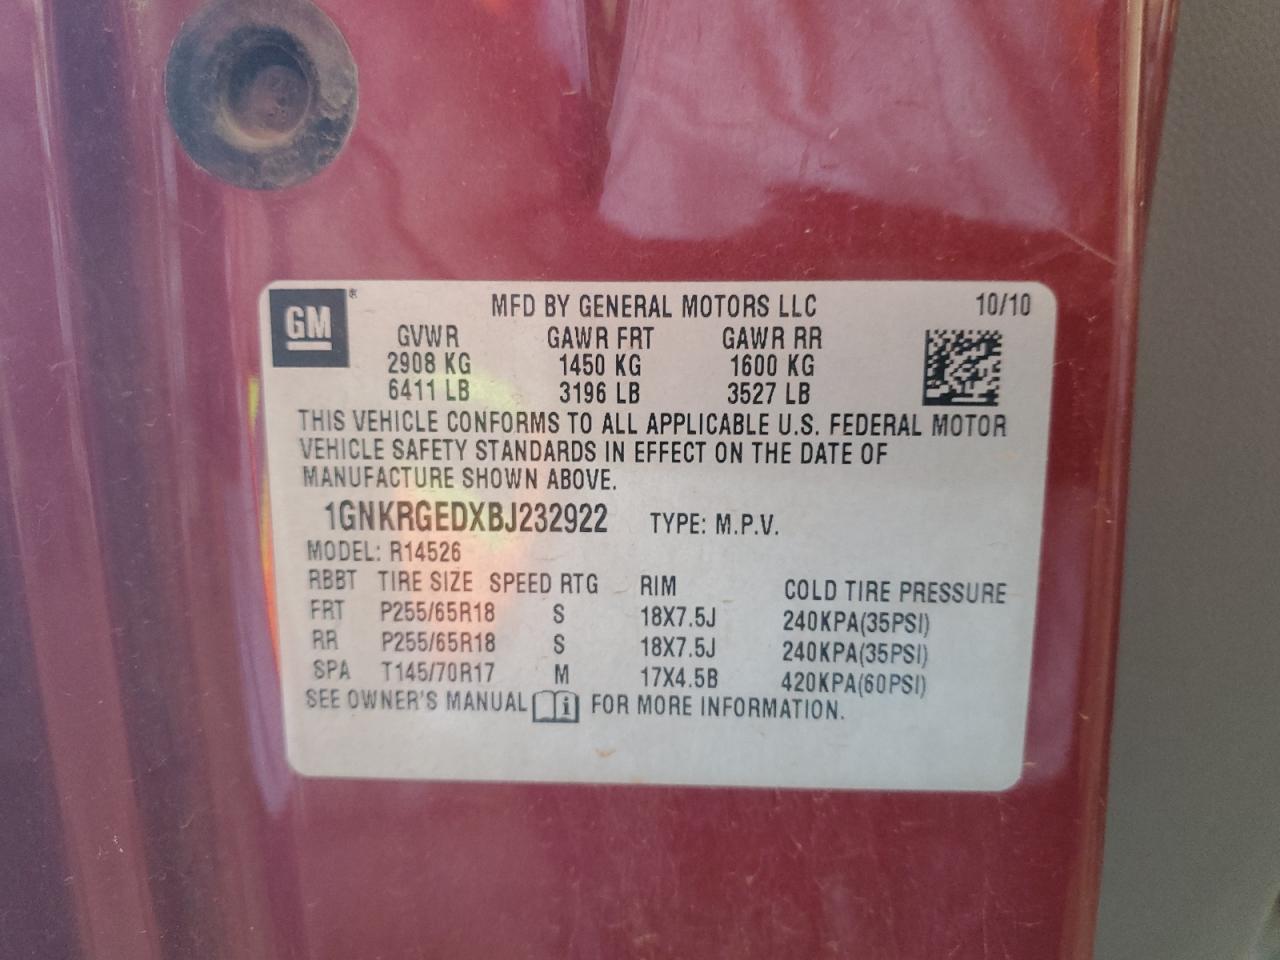 GM®
MFD BY GENERAL MOTORS LLC 10/10
GVWR GAWR FRT GAWR RR
2908 KG 1450 KG 1600 KG
6411 LB 3196 LB 3527 LB
THIS VEHICLE CONFORMS TO ALL APPLICABLE U.S. FEDERAL MOTOR
VEHICLE SAFETY STANDARDS IN EFFECT ON THE DATE OF
MANUFACTURE SHOWN ABOVE.
1GNKRGEDXBJ232922 TYPE: M.P.V.
MODEL: R14526
RBBT TIRE SIZE SPEED RTG RIM COLD TIRE PRESSURE
FRT P255/65R18 S 18X7.5J 240KPA(35PSI)
RR P255/65R18 S 18X7.5J 240KPA(35PSI)
SPA T145/70R17 M 17X4.5B 420KPA(60PSI)
SEE OWNER'S MANUAL i FOR MORE INFORMATION.